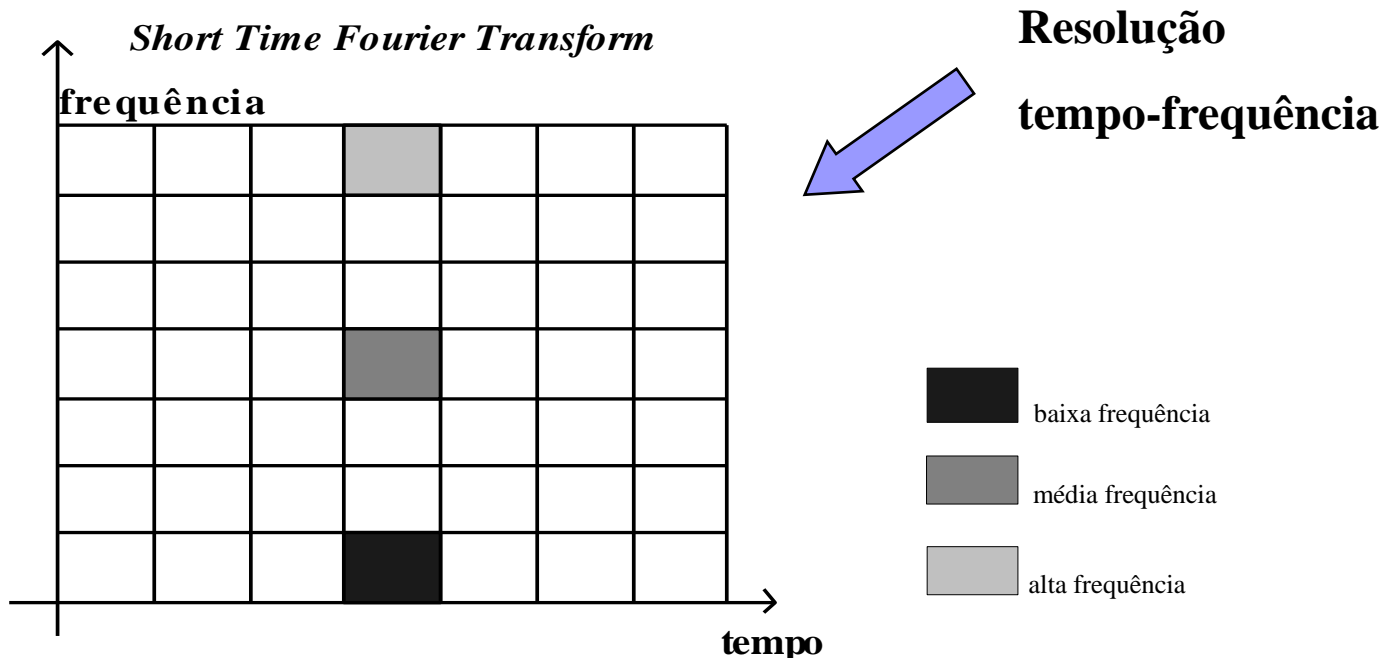 Short Time Fourier Transform
frequência
Resolução
tempo-frequência
baixa frequência
média frequência
alta frequência
tempo